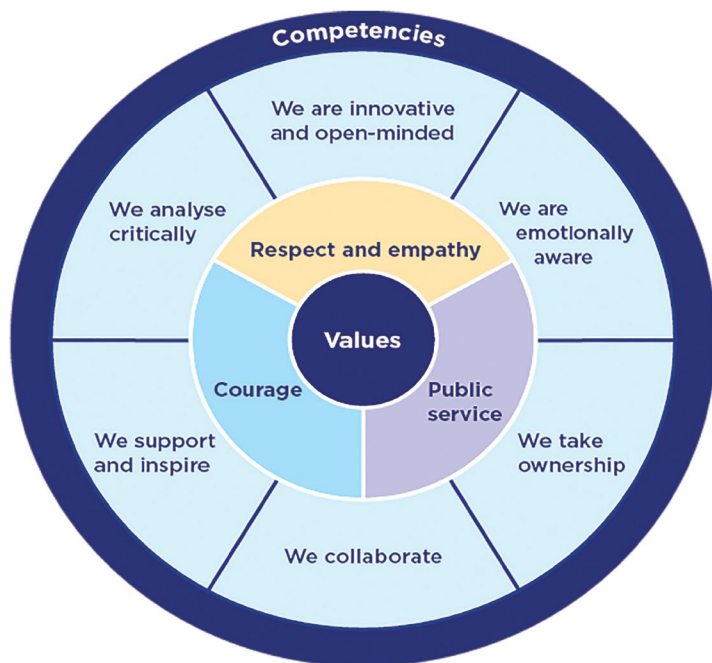 Competencies
We are innovative
and open-minded
We analyse
critically
We are
emotionally
aware
Respect and empathy
Values
Courage
Public
service
We support
and inspire
We take
ownership
We collaborate